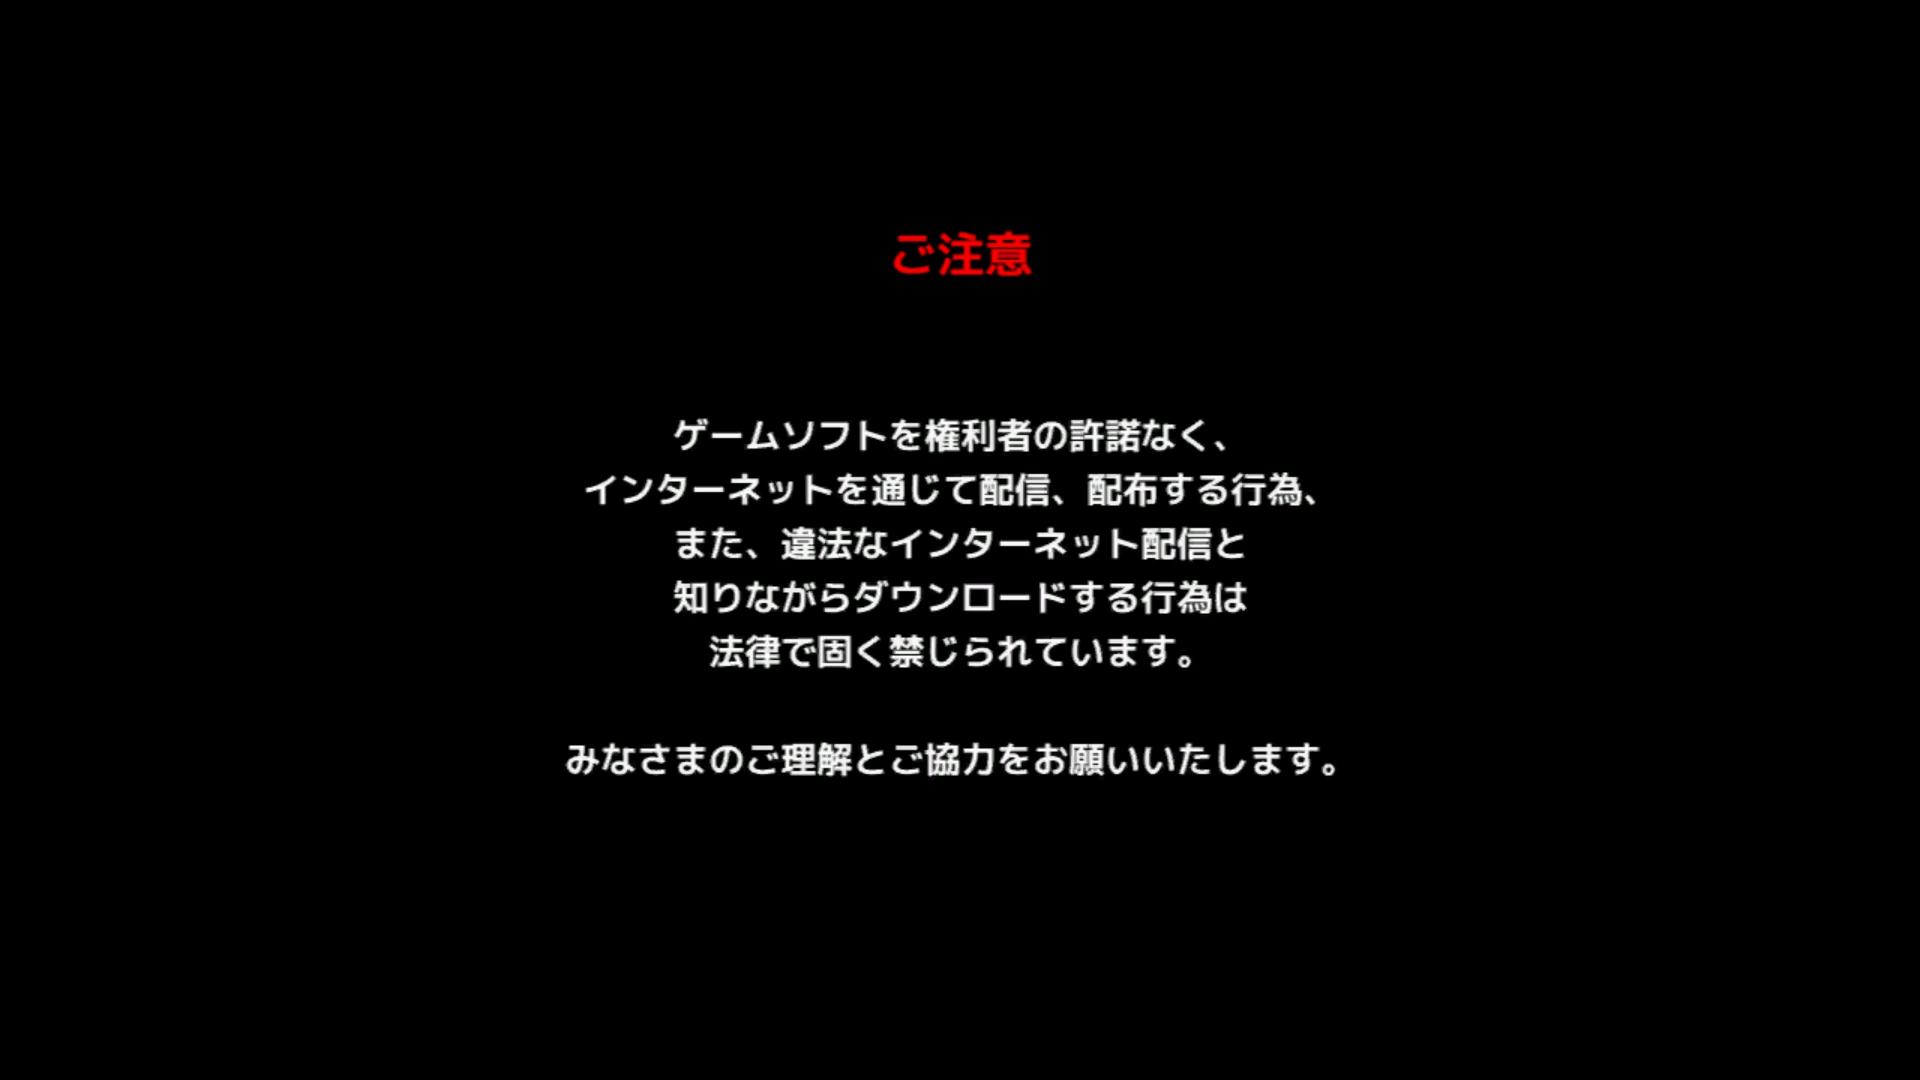 ご注意
ゲームソフトを権利者の許諾なく、
インターネットを通じて配信、配布する行為、
また、違法なインターネット配信と
知りながらダウンロードする行為は
法律で固く禁じられています。
みなさまのご理解とご協力をお願いいたします。